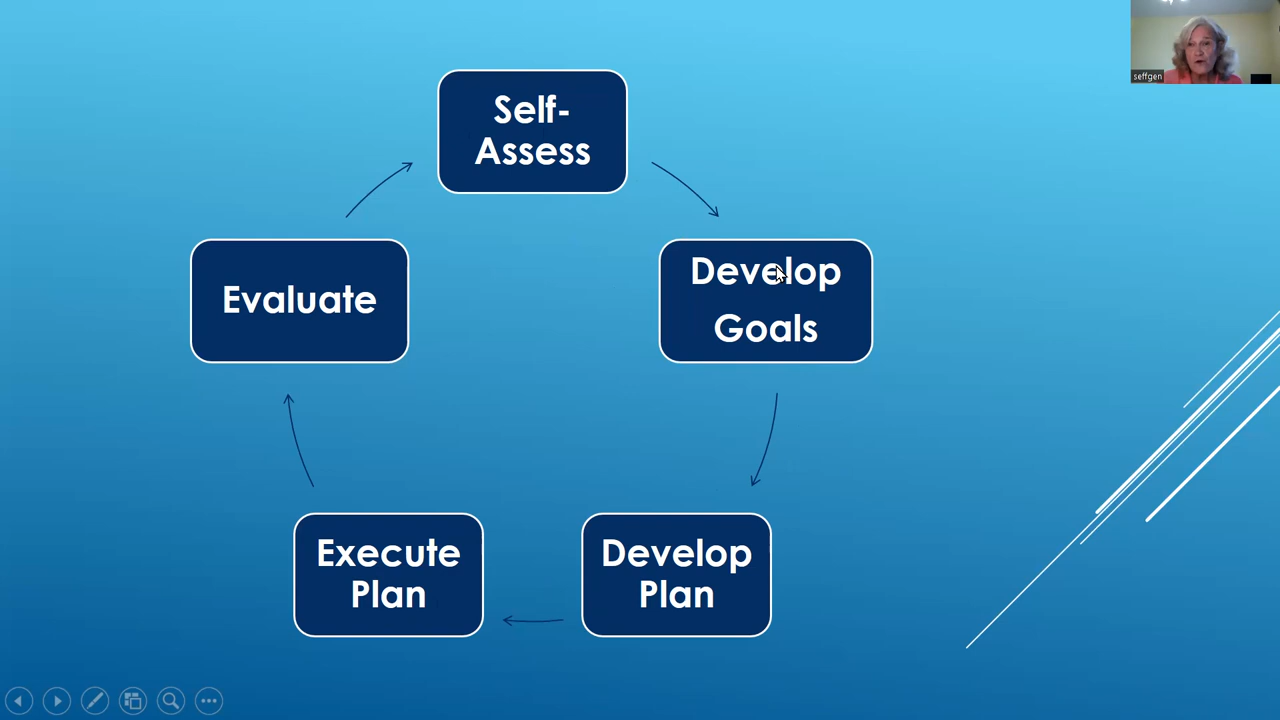 seffgen
Self-
Assess
Develop
Goals
Develop
Plan
Execute
Plan
Evaluate